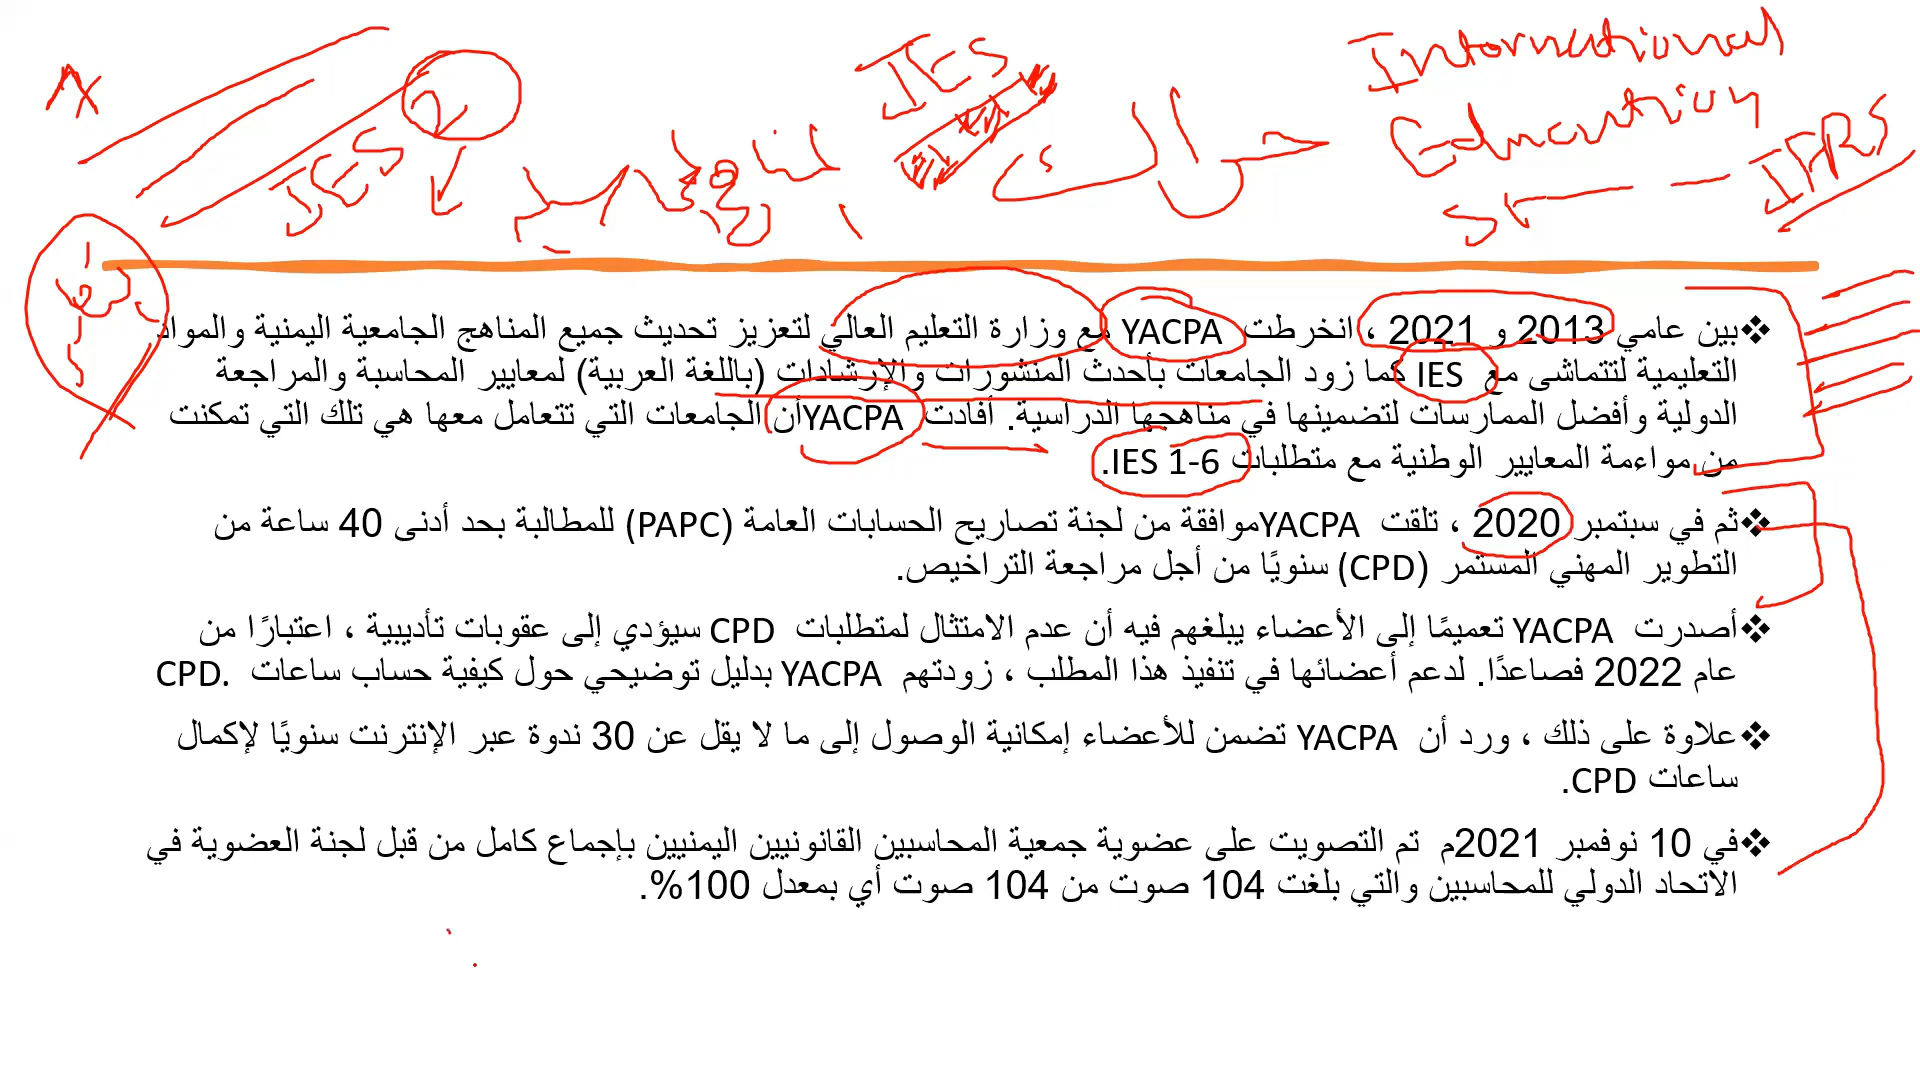 IES
International
Education
IFRS
IES
❖بين عامي 2013 و 2021 ، انخرطت YACPA مع وزارة التعليم العالي لتعزيز تحديث جميع المناهج الجامعية اليمنية والمواد
التعليمية لتتماشى مع IES كما زود الجامعات بأحدث المنشورات والإرشادات (باللغة العربية) لمعايير المحاسبة والمراجعة
الدولية وأفضل الممارسات لتضمينها في مناهجها الدراسية. أفادت YACPAأن الجامعات التي تتعامل معها هي تلك التي تمكنت
من مواءمة المعايير الوطنية مع متطلبات IES 1-6.
❖ثم في سبتمبر 2020 ، تلقت YACPAموافقة من لجنة تصاريح الحسابات العامة (PAPC) للمطالبة بحد أدنى 40 ساعة من
التطوير المهني المستمر (CPD) سنويًا من أجل مراجعة التراخيص.
❖أصدرت YACPA تعميمًا إلى الأعضاء يبلغهم فيه أن عدم الامتثال لمتطلبات CPD سيؤدي إلى عقوبات تأديبية ، اعتبارًا من
عام 2022 فصاعدًا. لدعم أعضائها في تنفيذ هذا المطلب ، زودتهم YACPA بدليل توضيحي حول كيفية حساب ساعات CPD.
❖علاوة على ذلك ، ورد أن YACPA تضمن للأعضاء إمكانية الوصول إلى ما لا يقل عن 30 ندوة عبر الإنترنت سنويًا لإكمال
ساعات CPD.
❖في 10 نوفمبر 2021م تم التصويت على عضوية جمعية المحاسبين القانونيين اليمنيين بإجماع كامل من قبل لجنة العضوية في
الاتحاد الدولي للمحاسبين والتي بلغت 104 صوت من 104 صوت أي بمعدل 100%.